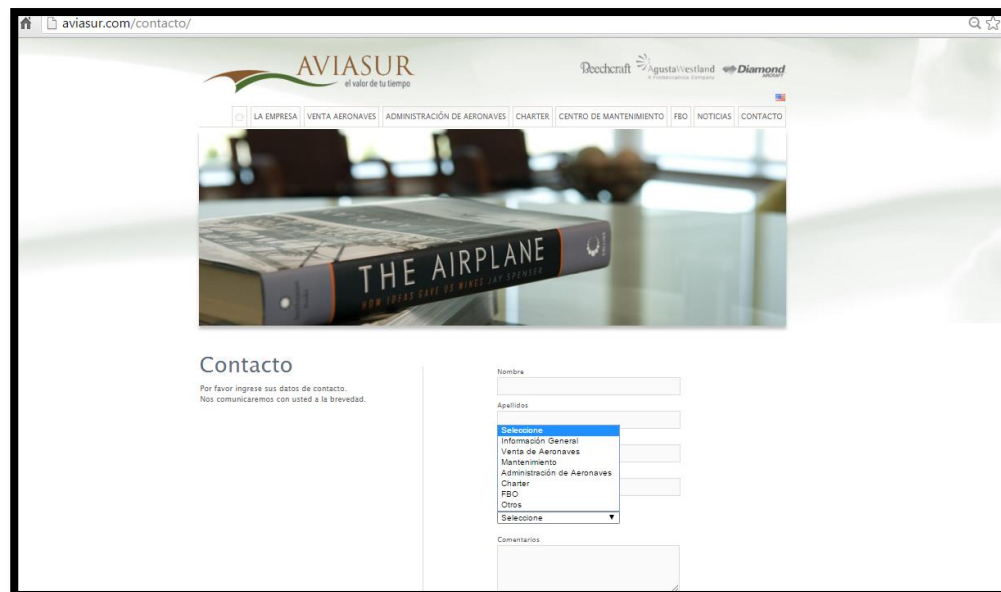 aviasur.com/contacto/
AVIASUR
el valor de tu tiempo
Beechcraft
AgustaWestland
Diamond
AIRCRAFT
LA EMPRESA
VENTA AERONAVES
ADMINISTRACIÓN DE AERONAVES
CHARTER
CENTRO DE MANTENIMIENTO
FBO
NOTICIAS
CONTACTO
THE AIRPLANE
HOW IDEAS GAVE US WINGS JAY SPENSER
Contacto
Por favor ingrese sus datos de contacto.
Nos comunicaremos con usted a la brevedad.
Nombre
Apellidos
Seleccione
Información General
Venta de Aeronaves
Mantenimiento
Administración de Aeronaves
Charter
FBO
Otros
Seleccione
Comentarios